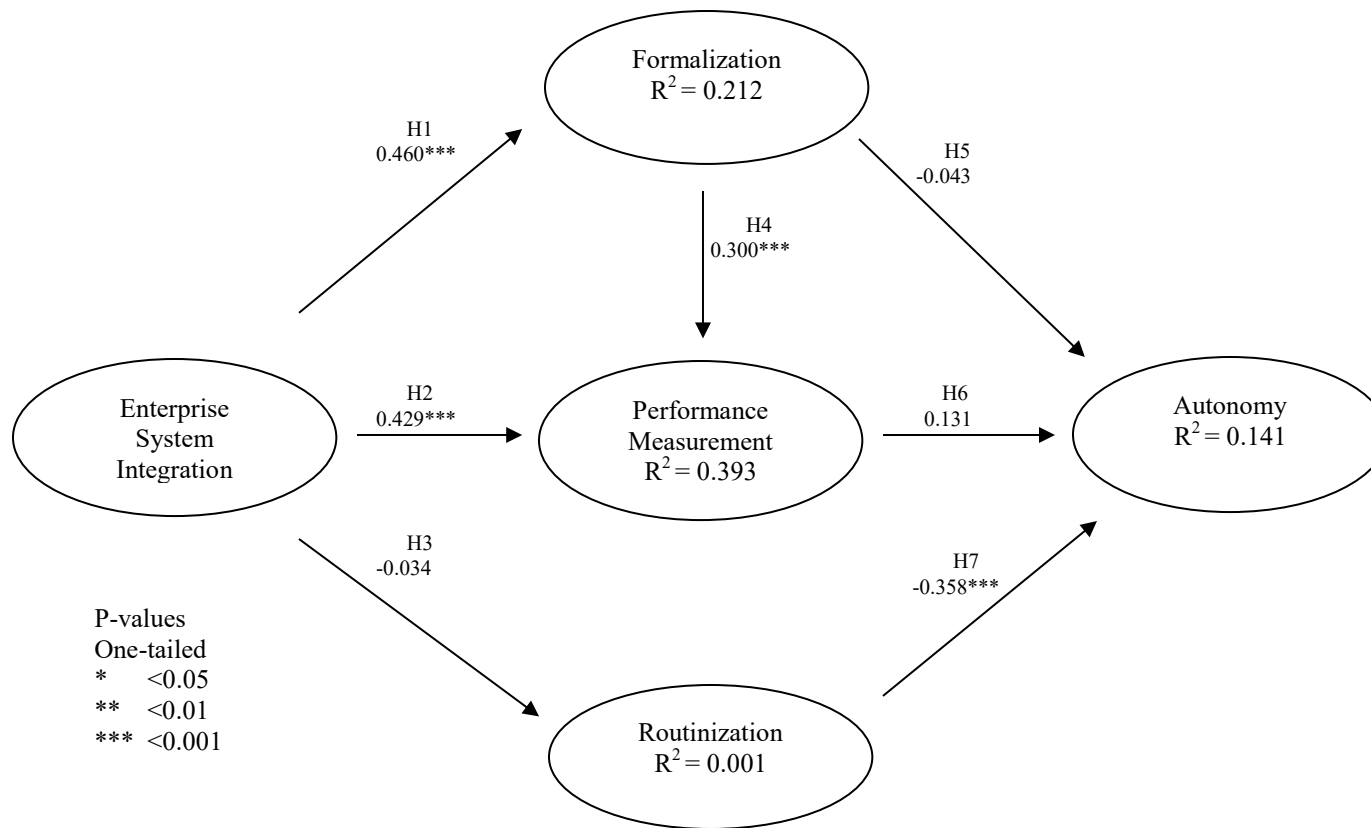 Formalization
R² = 0.212
H1
0.460***
H5
-0.043
H4
0.300***
Enterprise
System
Integration
H2
0.429***
Performance
Measurement
R² = 0.393
H6
0.131
Autonomy
R² = 0.141
H3
-0.034
H7
-0.358***
P-values
One-tailed
* <0.05
** <0.01
*** <0.001
Routinization
R² = 0.001